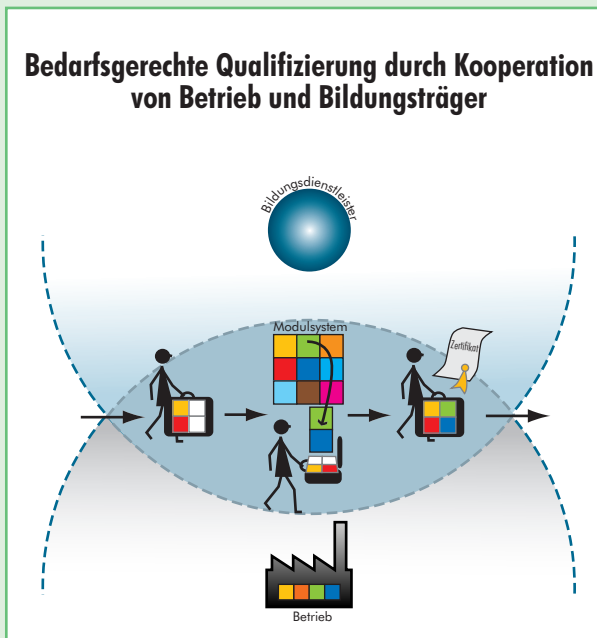 Bedarfsgerechte Qualifizierung durch Kooperation
von Betrieb und Bildungsträger
Bildungsdienstleister
Modulsystem
Zertifikat
Betrieb